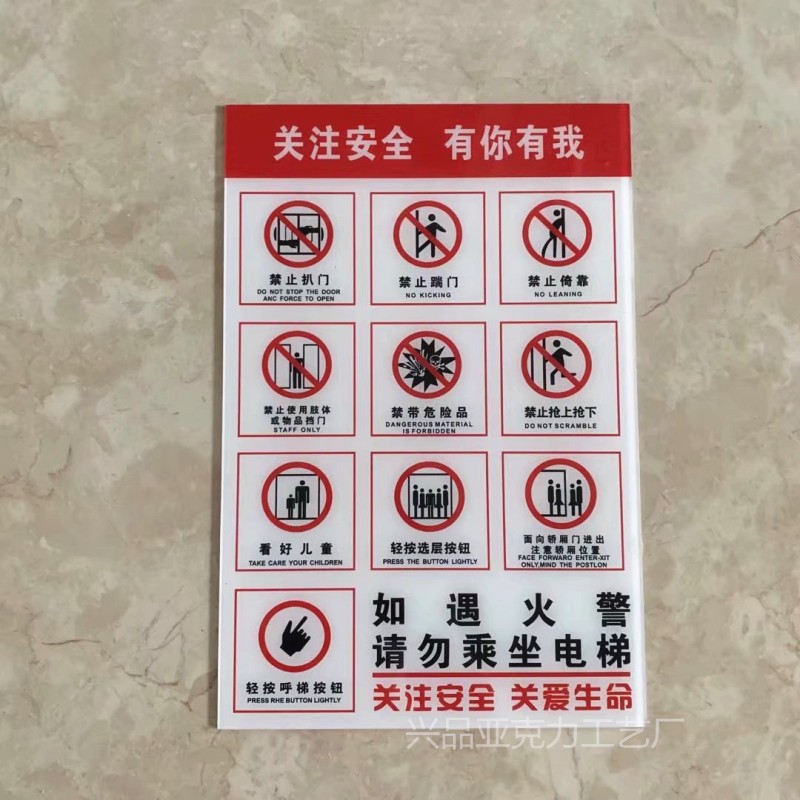 关注安全 有你有我
禁止扒门
DO NOT STOP THE DOOR
ANC FORCE TO OPEN
禁止踹门
NO KICKING
禁止倚靠
NO LEANING
禁止使用肢体
或物品挡门
STAFF ONLY
禁带危险品
DANGEROUS MATERIAL
IS FORBIDDEN
禁止抢上抢下
DO NOT SCRAMBLE
看好儿童
TAKE CARE YOUR CHILDREN
轻按选层按钮
PRESS THE BUTTON LIGHTLY
面向轿厢门进出
注意轿厢位置
FACE FORWARO ENTER-XIT
ONLY,MIND THE POSTLON
轻按呼梯按钮
PRESS RHE BUTTON LIGHTLY
如遇火警
请勿乘坐电梯
关注安全 关爱生命
兴品亚克力工艺厂